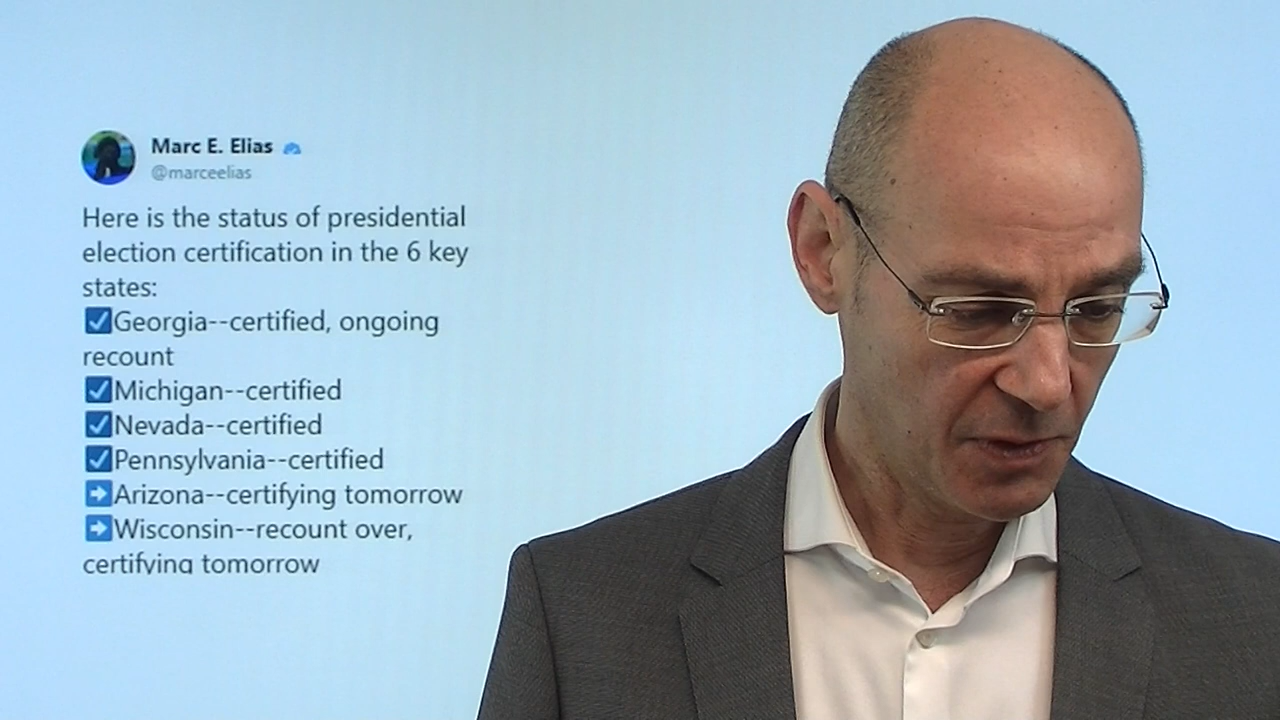 Marc E. Elias
@marceelias
Here is the status of presidential
election certification in the 6 key
states:
☑Georgia--certified, ongoing
recount
☑Michigan--certified
☑Nevada--certified
☑Pennsylvania--certified
➡Arizona--certifying tomorrow
➡Wisconsin--recount over,
certifying tomorrow